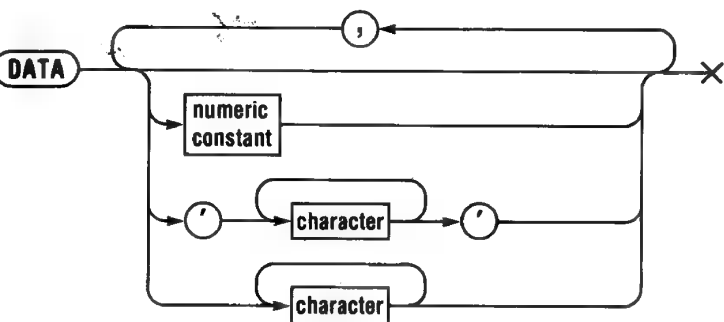 ,
DATA
numeric
constant
' character '
character